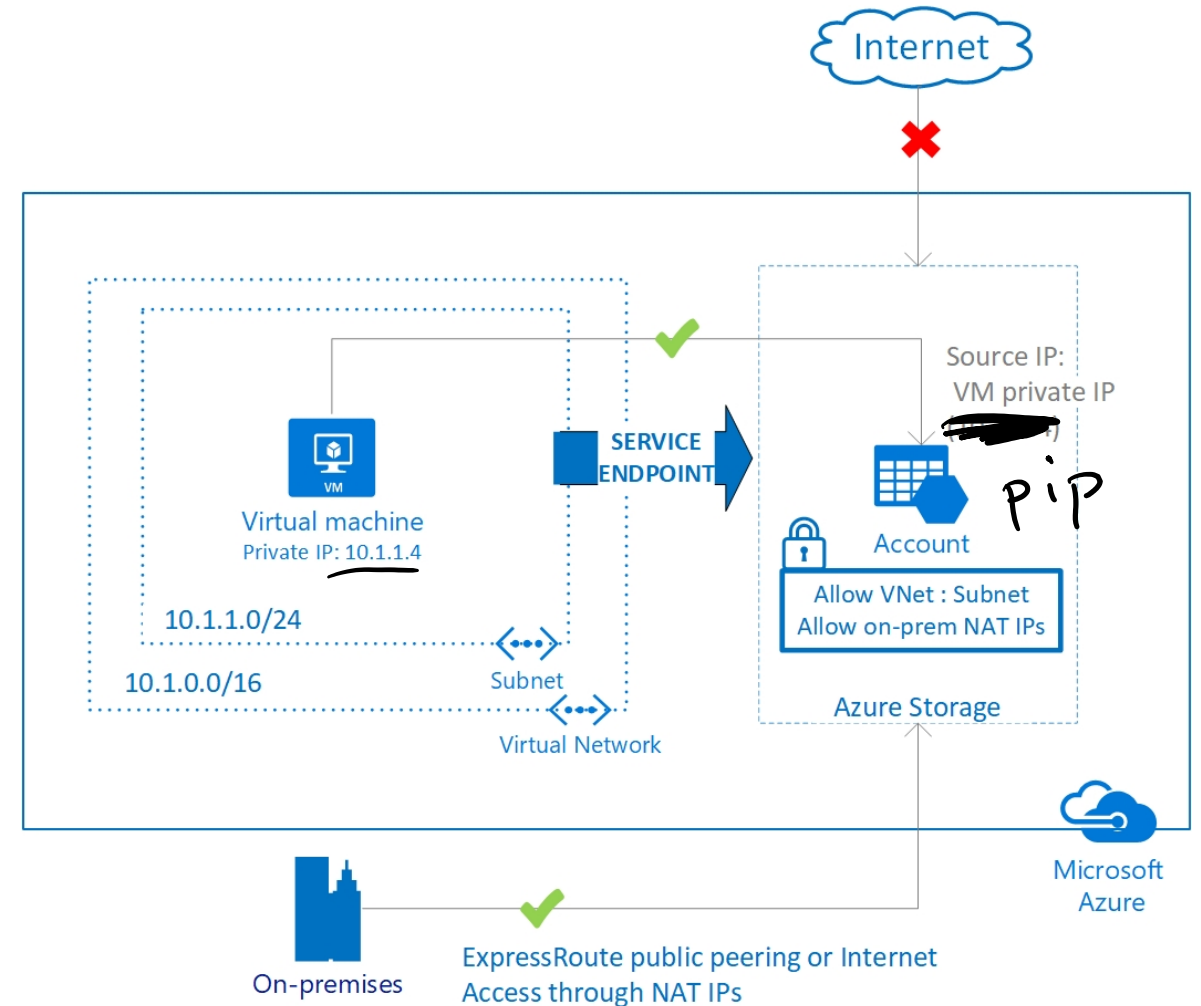 Internet
Source IP:
VM private IP
pip
SERVICE
ENDPOINT
VM
Virtual machine
Private IP: 10.1.1.4
Account
Allow VNet : Subnet
Allow on-prem NAT IPs
10.1.1.0/24
Subnet
10.1.0.0/16
Azure Storage
Virtual Network
Microsoft
Azure
On-premises
ExpressRoute public peering or Internet
Access through NAT IPs